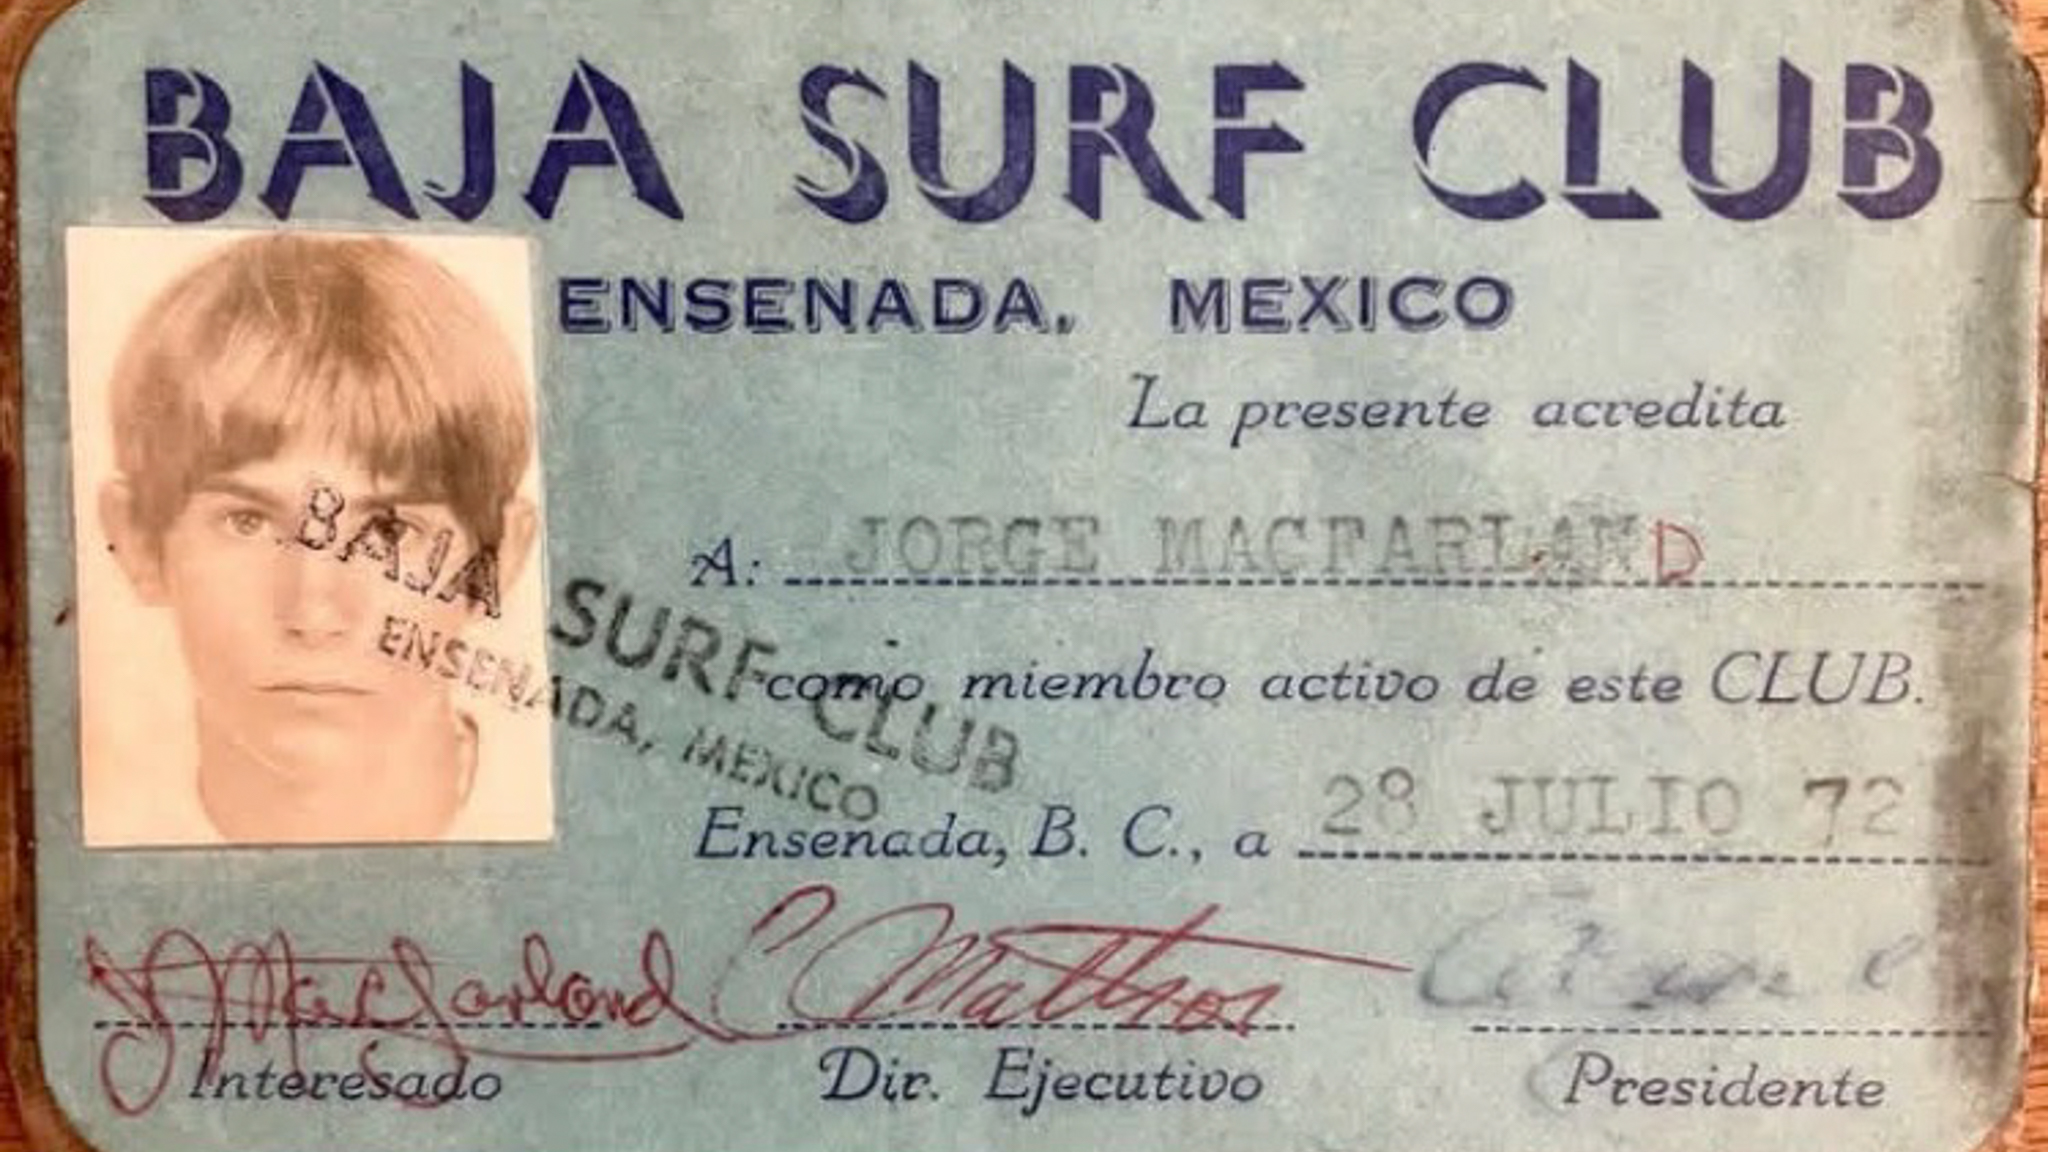 BAJA SURF CLUB
ENSENADA, MEXICO
La presente acredita
A: JORGE MACFARLAND
como miembro activo de este CLUB.
BAJA SURF CLUB
ENSENADA, MEXICO
Ensenada, B. C., a 28 JULIO 72
J MacFarland
Interesado
Dir. Ejecutivo
Presidente